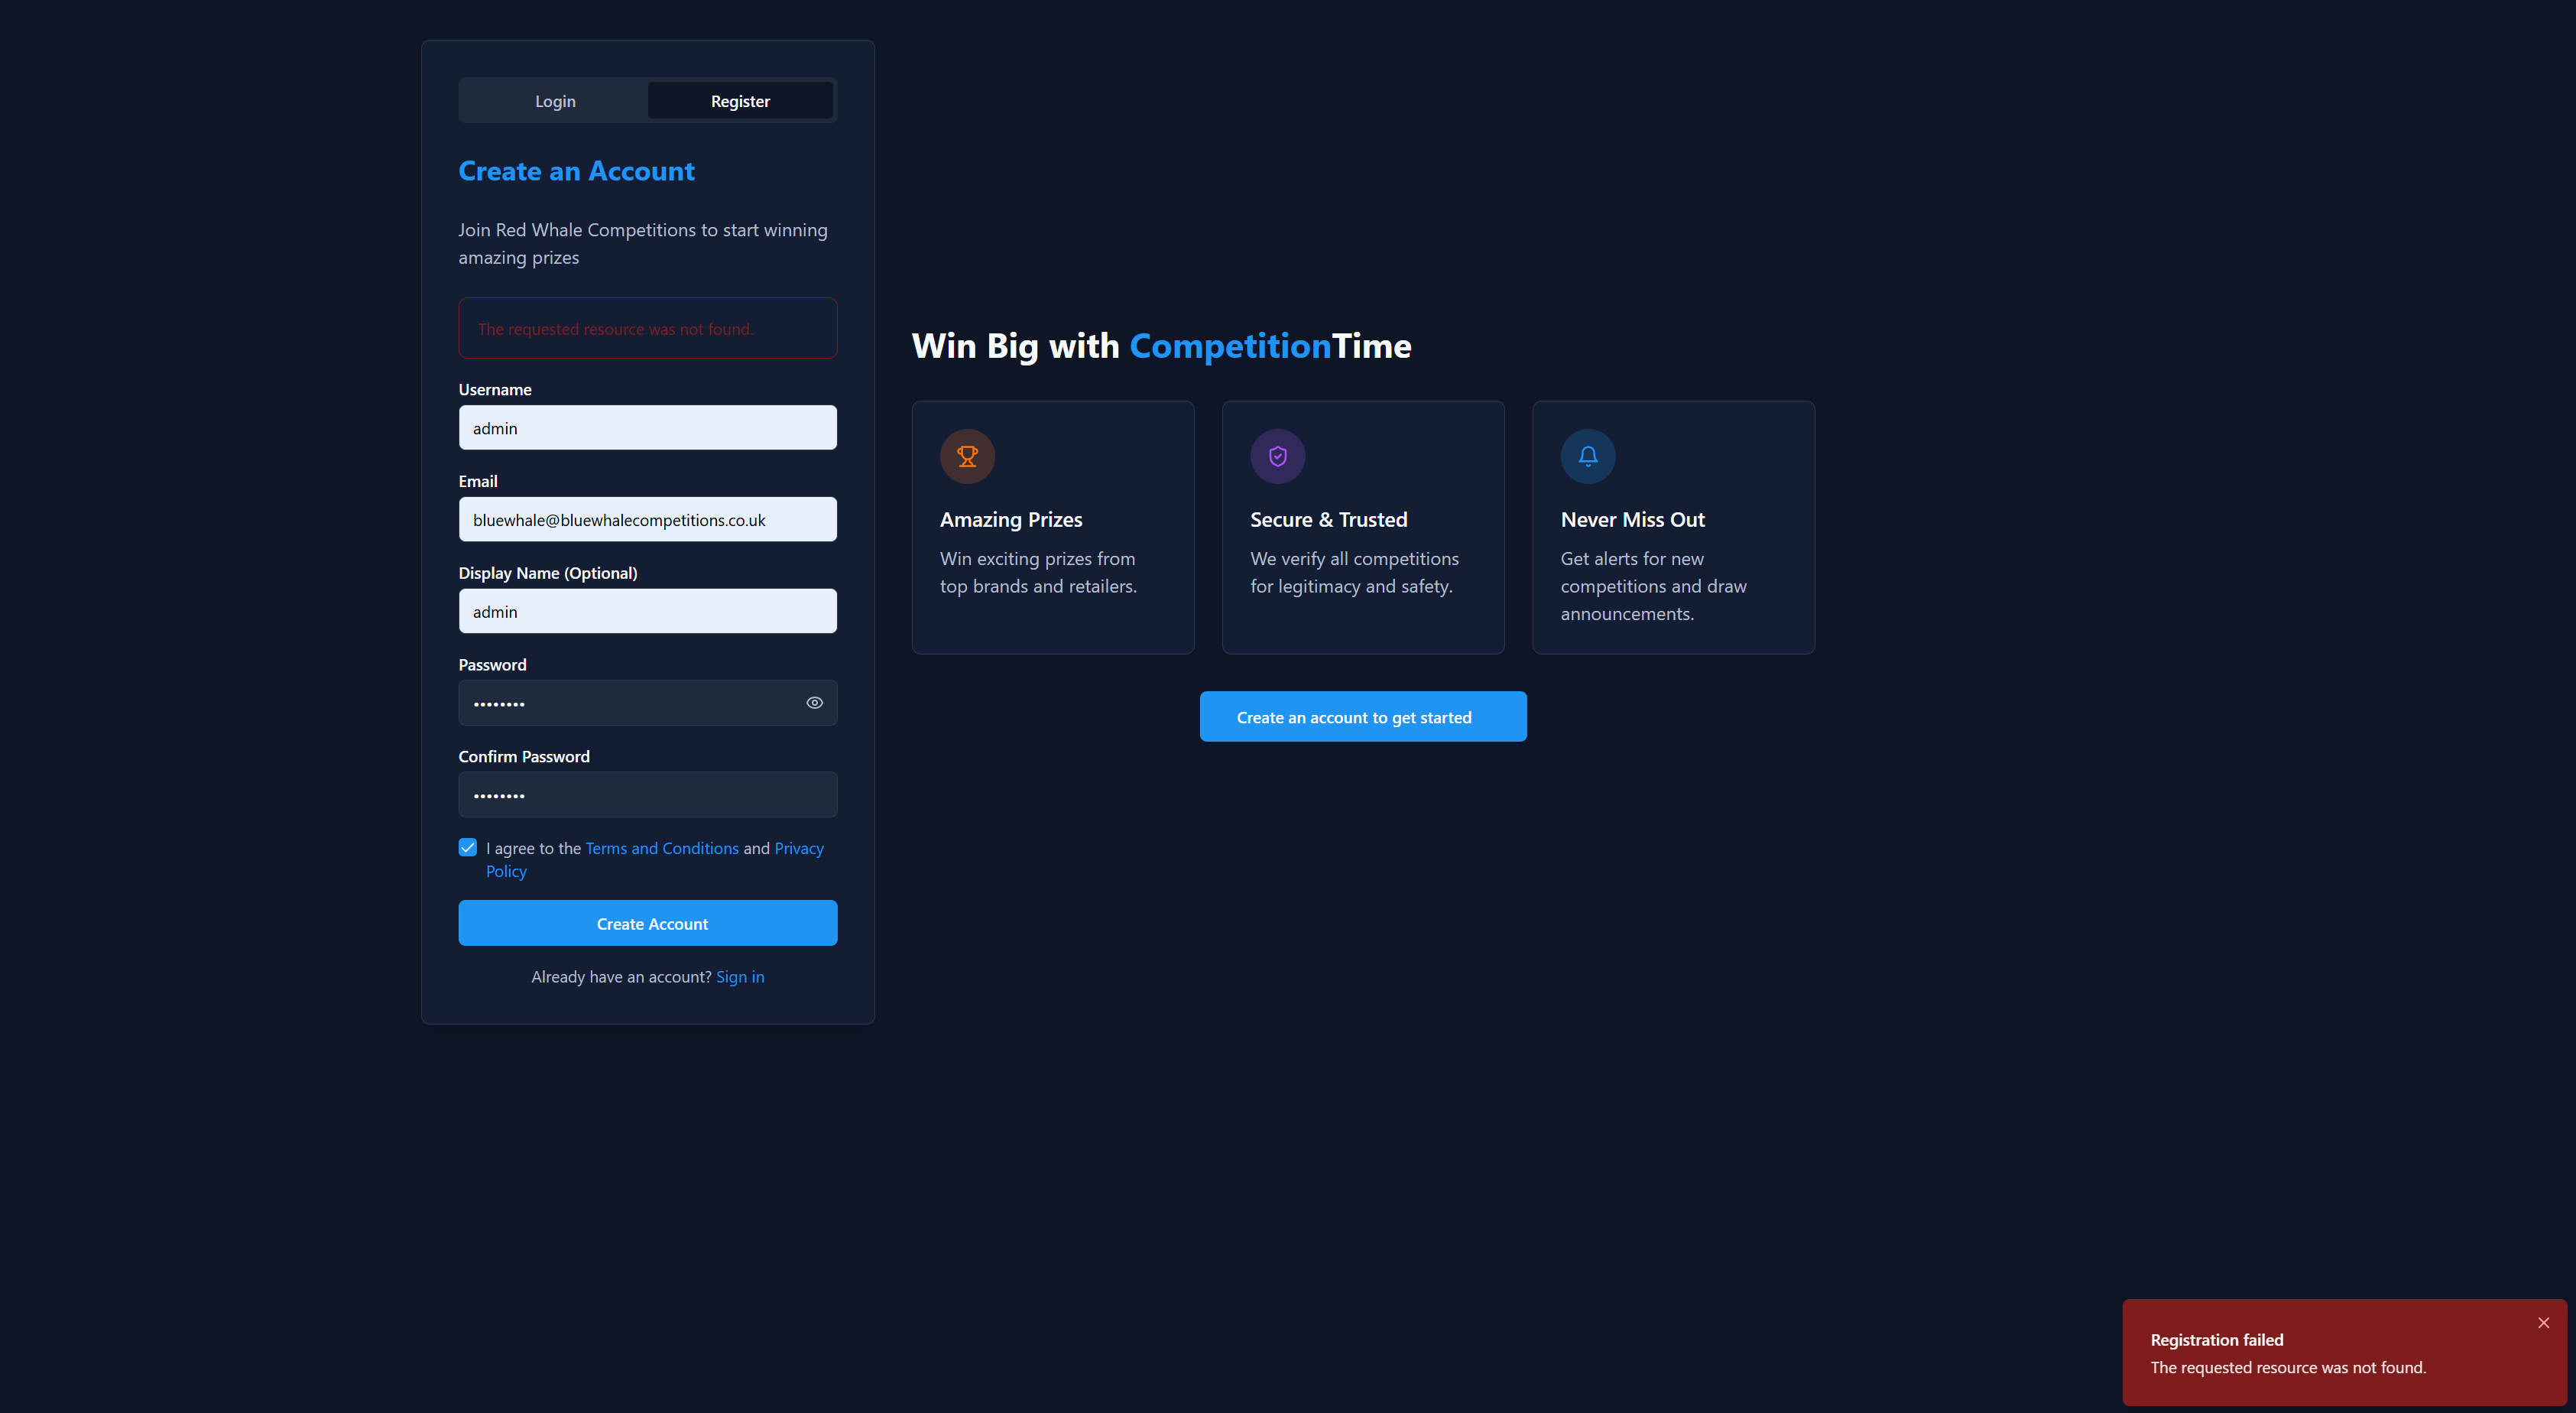 Login
Register
Create an Account
Join Red Whale Competitions to start winning
amazing prizes
The requested resource was not found.
Username
admin
Email
bluewhale@bluewhalecompetitions.co.uk
Display Name (Optional)
admin
Password
••••••••
Confirm Password
••••••••
I agree to the Terms and Conditions and Privacy
Policy
Create Account
Already have an account? Sign in
Win Big with CompetitionTime
Amazing Prizes
Win exciting prizes from
top brands and retailers.
Secure & Trusted
We verify all competitions
for legitimacy and safety.
Never Miss Out
Get alerts for new
competitions and draw
announcements.
Create an account to get started
Registration failed
The requested resource was not found.